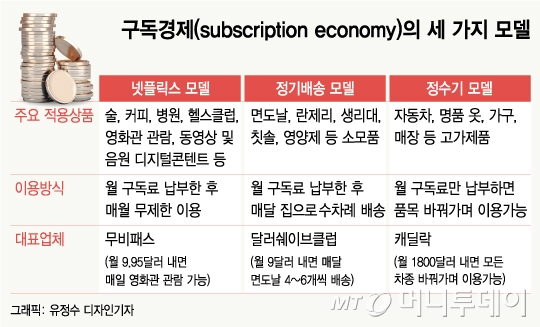 구독경제(subscription economy)의 세 가지 모델
넷플릭스 모델
정기배송 모델
정수기 모델
주요 적용상품
술, 커피, 병원, 헬스클럽,
영화관 관람, 동영상 및
음원 디지털콘텐트 등
면도날, 란제리, 생리대,
칫솔, 영양제 등 소모품
자동차, 명품 옷, 가구,
매장 등 고가제품
이용방식
월 구독료 납부한 후
매월 무제한 이용
월 구독료 납부한 후
매달 집으로 수차례 배송
월 구독료만 납부하면
품목 바꿔가며 이용가능
대표업체
무비패스
(월 9.95달러 내면
매일 영화관 관람 가능)
달러쉐이브클럽
(월 9달러 내면 매달
면도날 4~6개씩 배송)
캐딜락
(월 1800달러 내면 모든
차종 바꿔가며 이용가능)
그래픽: 유정수 디자인기자
MT 머니투데이